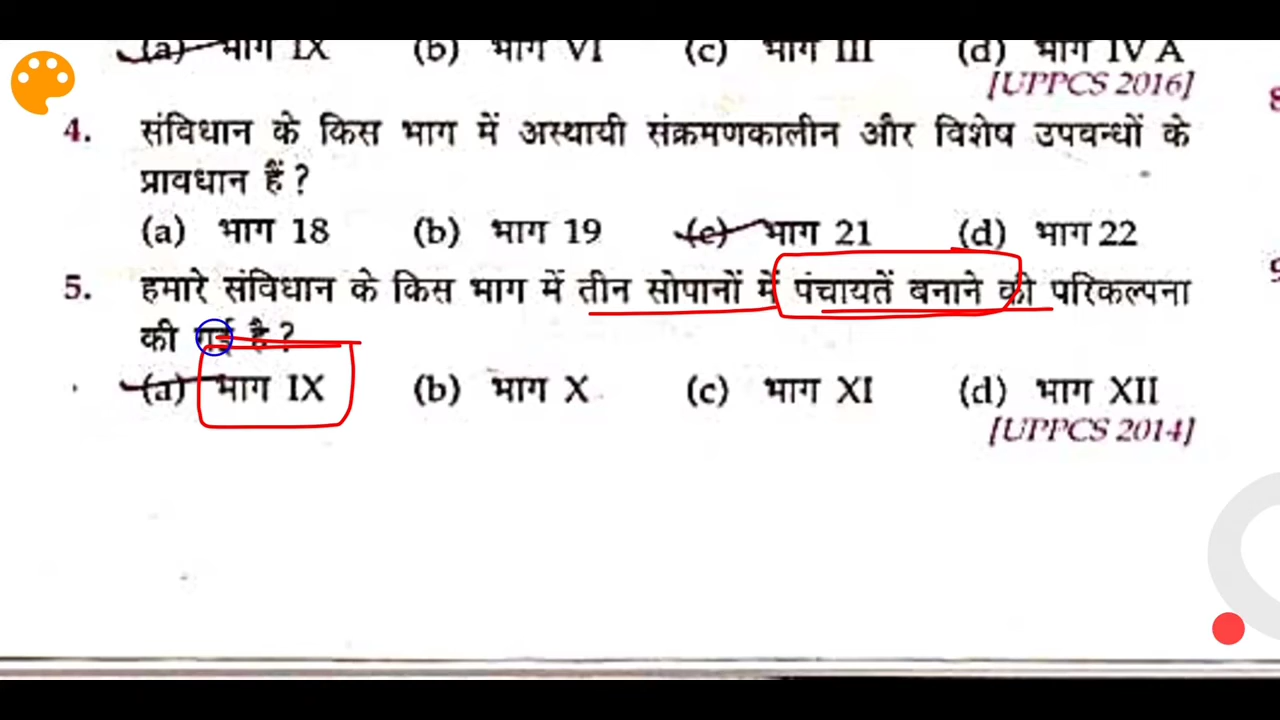 (a) भाग IX (b) भाग VI (c) भाग III (d) भाग IV A
[UPPCS 2016]
4. संविधान के किस भाग में अस्थायी संक्रमणकालीन और विशेष उपबन्धों के
प्रावधान हैं ?
(a) भाग 18 (b) भाग 19 (c) भाग 21 (d) भाग 22
5. हमारे संविधान के किस भाग में तीन सोपानों में पंचायतें बनाने की परिकल्पना
की गई है ?
(a) भाग IX (b) भाग X (c) भाग XI (d) भाग XII
[UPPCS 2014]